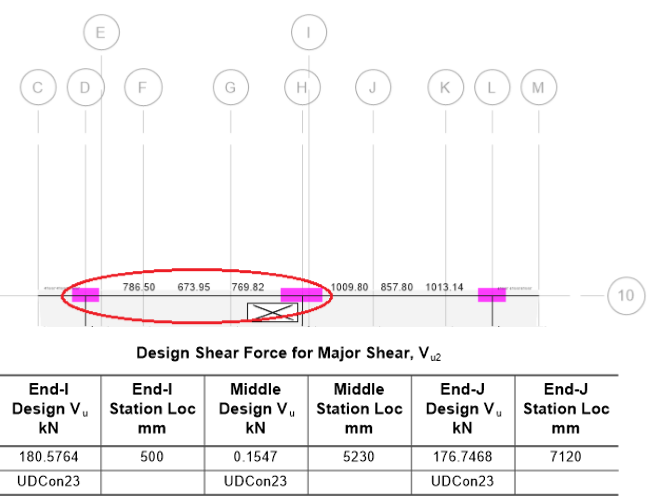 E I
C D F G H J K L M
786.50 673.95 769.82 1009.80 857.80 1013.14
10
Design Shear Force for Major Shear, Vu2
End-I Design Vu kN End-I Station Loc mm Middle Design Vu kN Middle Station Loc mm End-J Design Vu kN End-J Station Loc mm
180.5764 500 0.1547 5230 176.7468 7120
UDCon23 UDCon23 UDCon23